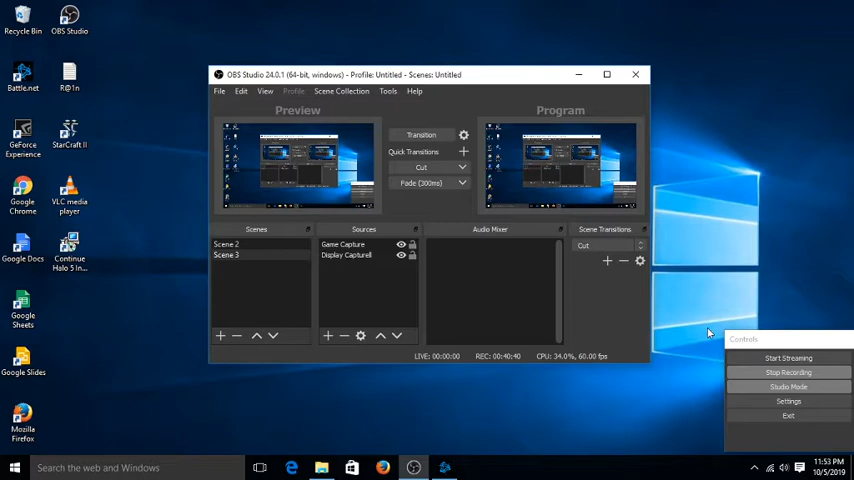 Recycle Bin
OBS Studio
Battle.net
R@1n
GeForce
Experience
StarCraft II
Google
Chrome
VLC media
player
Google Docs
Continue
Halo 5 In...
Google
Sheets
Google Slides
Mozilla
Firefox
OBS Studio 24.0.1 (64-bit, windows) - Profile: Untitled - Scenes: Untitled
File Edit View Profile Scene Collection Tools Help
Preview
Program
Transition
Quick Transitions
Cut
Fade (300ms)
Scenes
Sources
Audio Mixer
Scene Transitions
Scene 2
Scene 3
Game Capture
Display Capturell
Cut
LIVE: 00:00:00 REC: 00:40:40 CPU: 34.0%, 60.00 fps
Controls
Start Streaming
Stop Recording
Studio Mode
Settings
Exit
Search the web and Windows
11:53 PM
10/5/2019